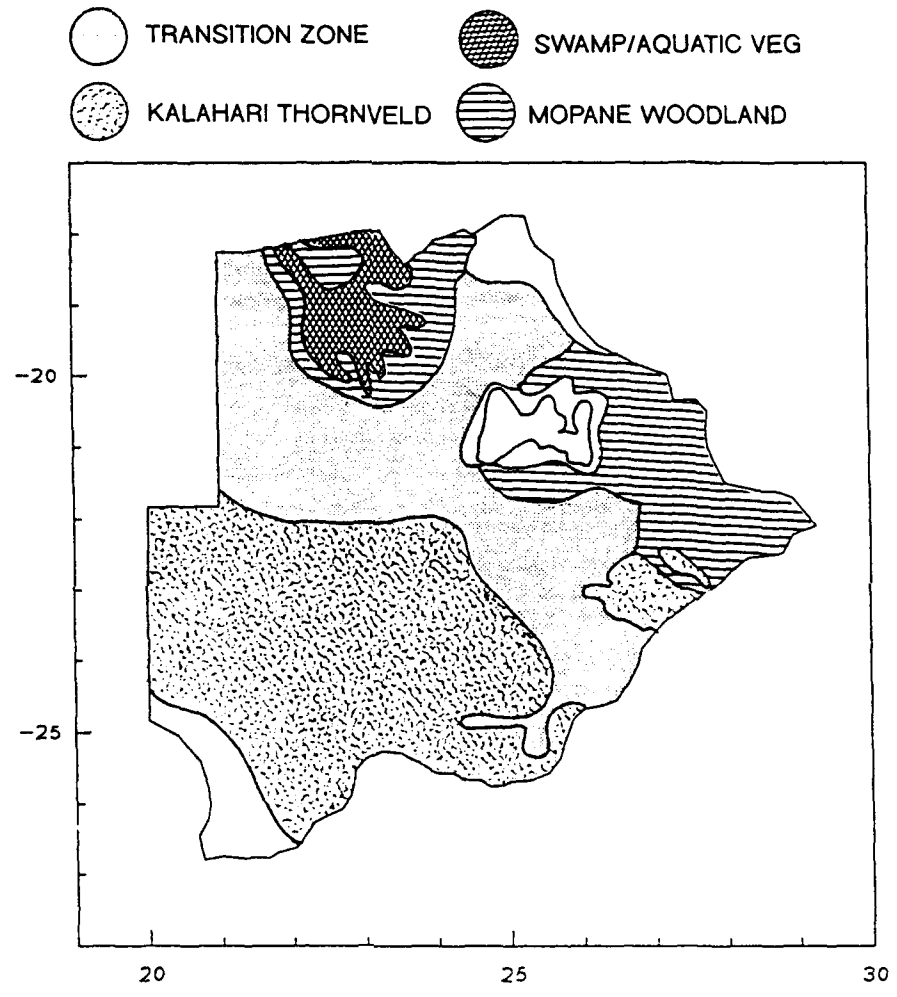 TRANSITION ZONE
SWAMP/AQUATIC VEG
KALAHARI THORNVELD
MOPANE WOODLAND
-20
-25
20 25 30